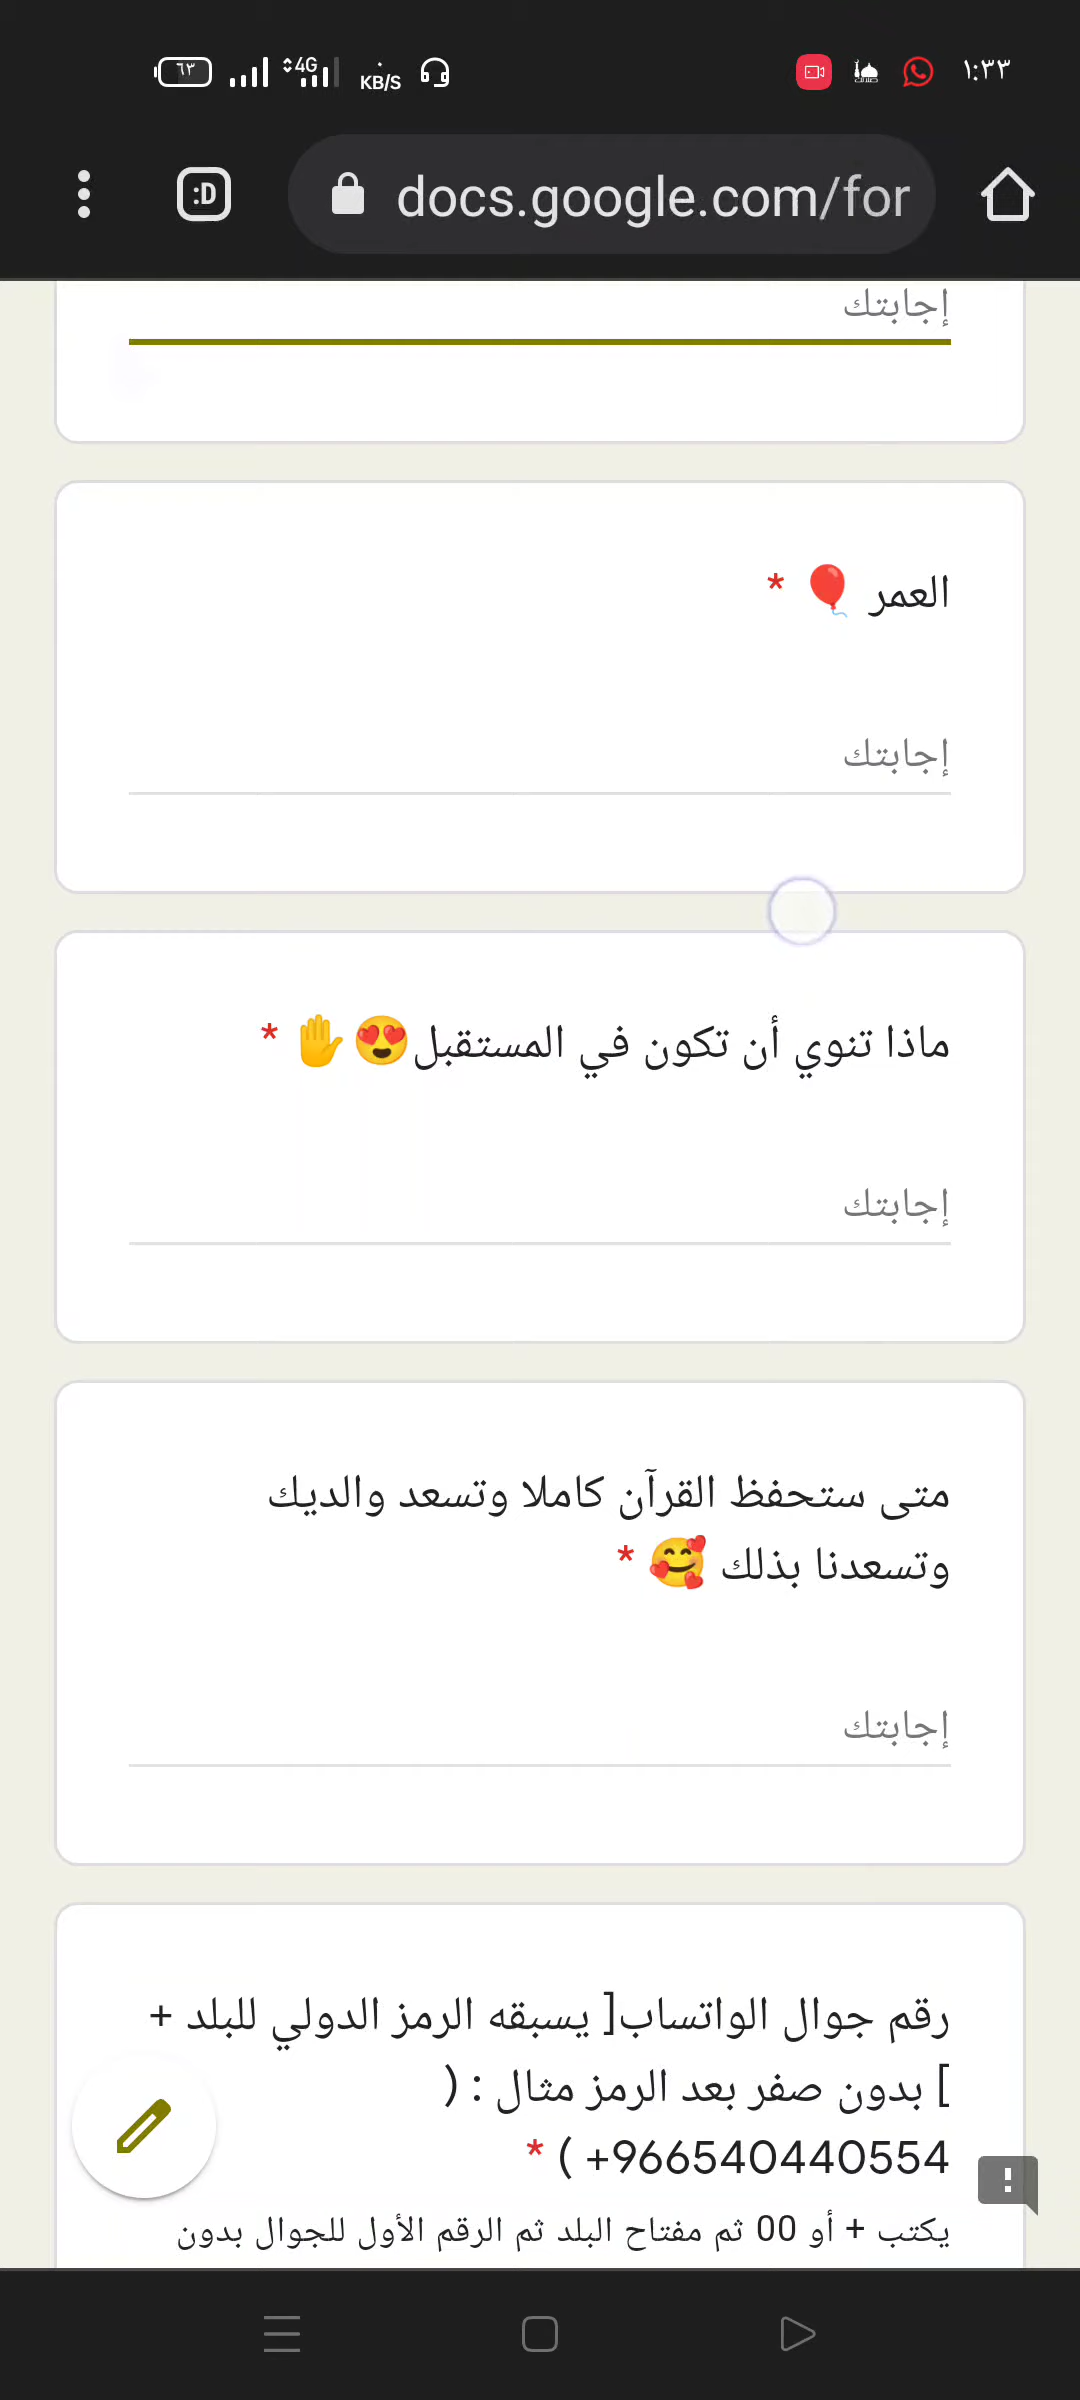 ٦٣ 4G KB/S ١:٣٣
:D docs.google.com/for
إجابتك
العمر 🎈 *
إجابتك
ماذا تنوي أن تكون في المستقبل😍✋ *
إجابتك
متى ستحفظ القرآن كاملا وتسعد والديك
وتسعدنا بذلك 🥰 *
إجابتك
رقم جوال الواتساب[ يسبقه الرمز الدولي للبلد +
] بدون صفر بعد الرمز مثال : (
966540440554+ ) *
يكتب + أو 00 ثم مفتاح البلد ثم الرقم الأول للجوال بدون